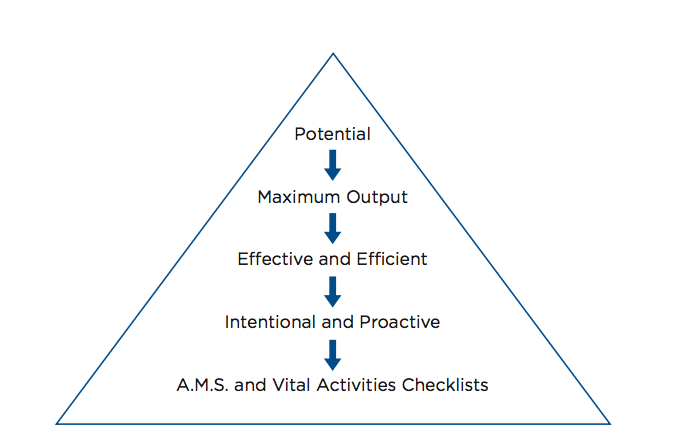 Potential
Maximum Output
Effective and Efficient
Intentional and Proactive
A.M.S. and Vital Activities Checklists